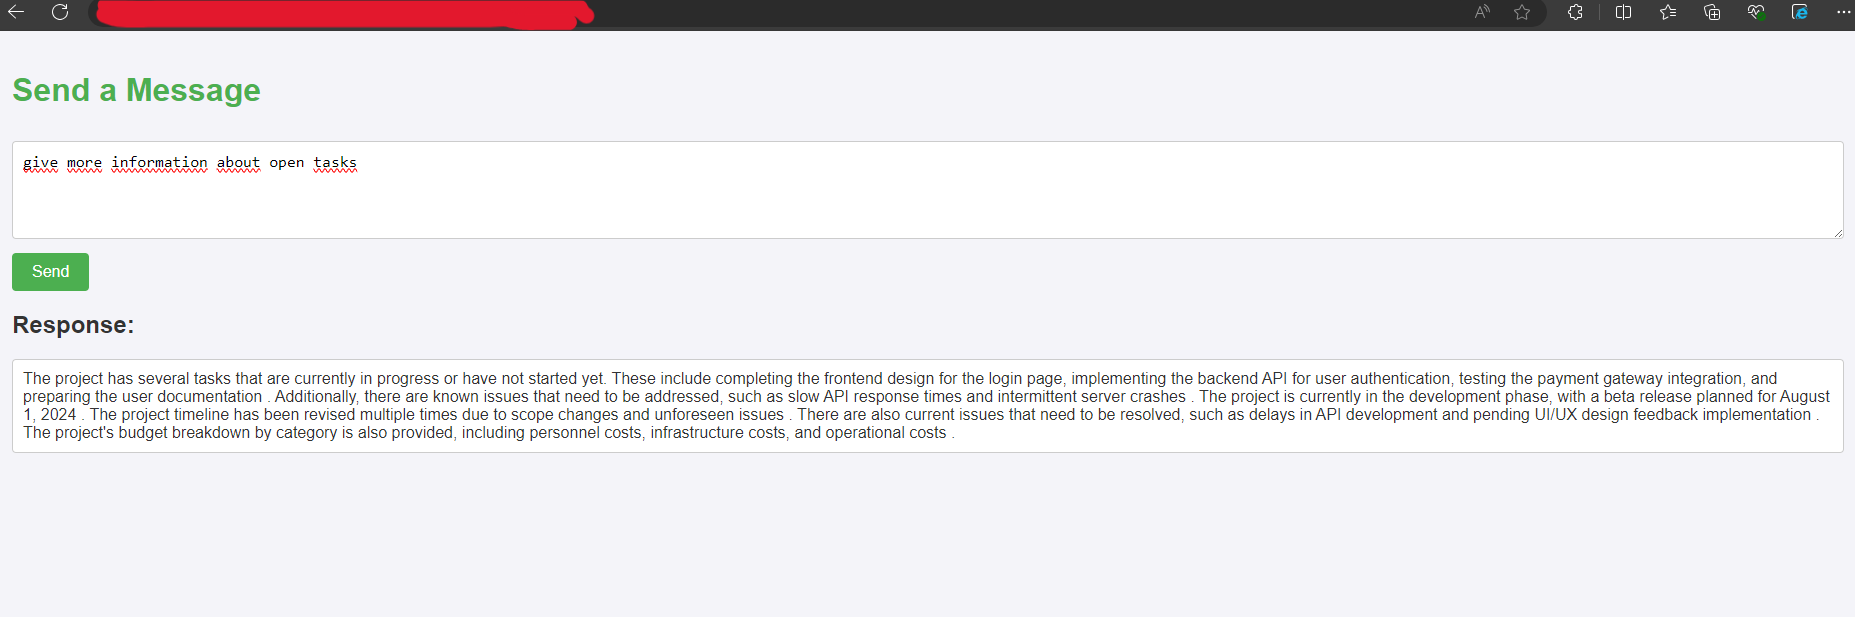 Send a Message
give more information about open tasks
Send
Response:
The project has several tasks that are currently in progress or have not started yet. These include completing the frontend design for the login page, implementing the backend API for user authentication, testing the payment gateway integration, and
preparing the user documentation . Additionally, there are known issues that need to be addressed, such as slow API response times and intermittent server crashes . The project is currently in the development phase, with a beta release planned for August
1, 2024 . The project timeline has been revised multiple times due to scope changes and unforeseen issues . There are also current issues that need to be resolved, such as delays in API development and pending UI/UX design feedback implementation .
The project's budget breakdown by category is also provided, including personnel costs, infrastructure costs, and operational costs .